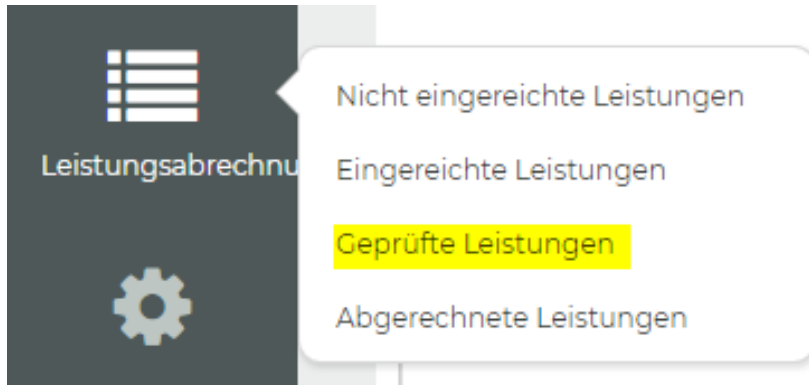 Leistungsabrechnu
Nicht eingereichte Leistungen
Eingereichte Leistungen
Geprüfte Leistungen
Abgerechnete Leistungen